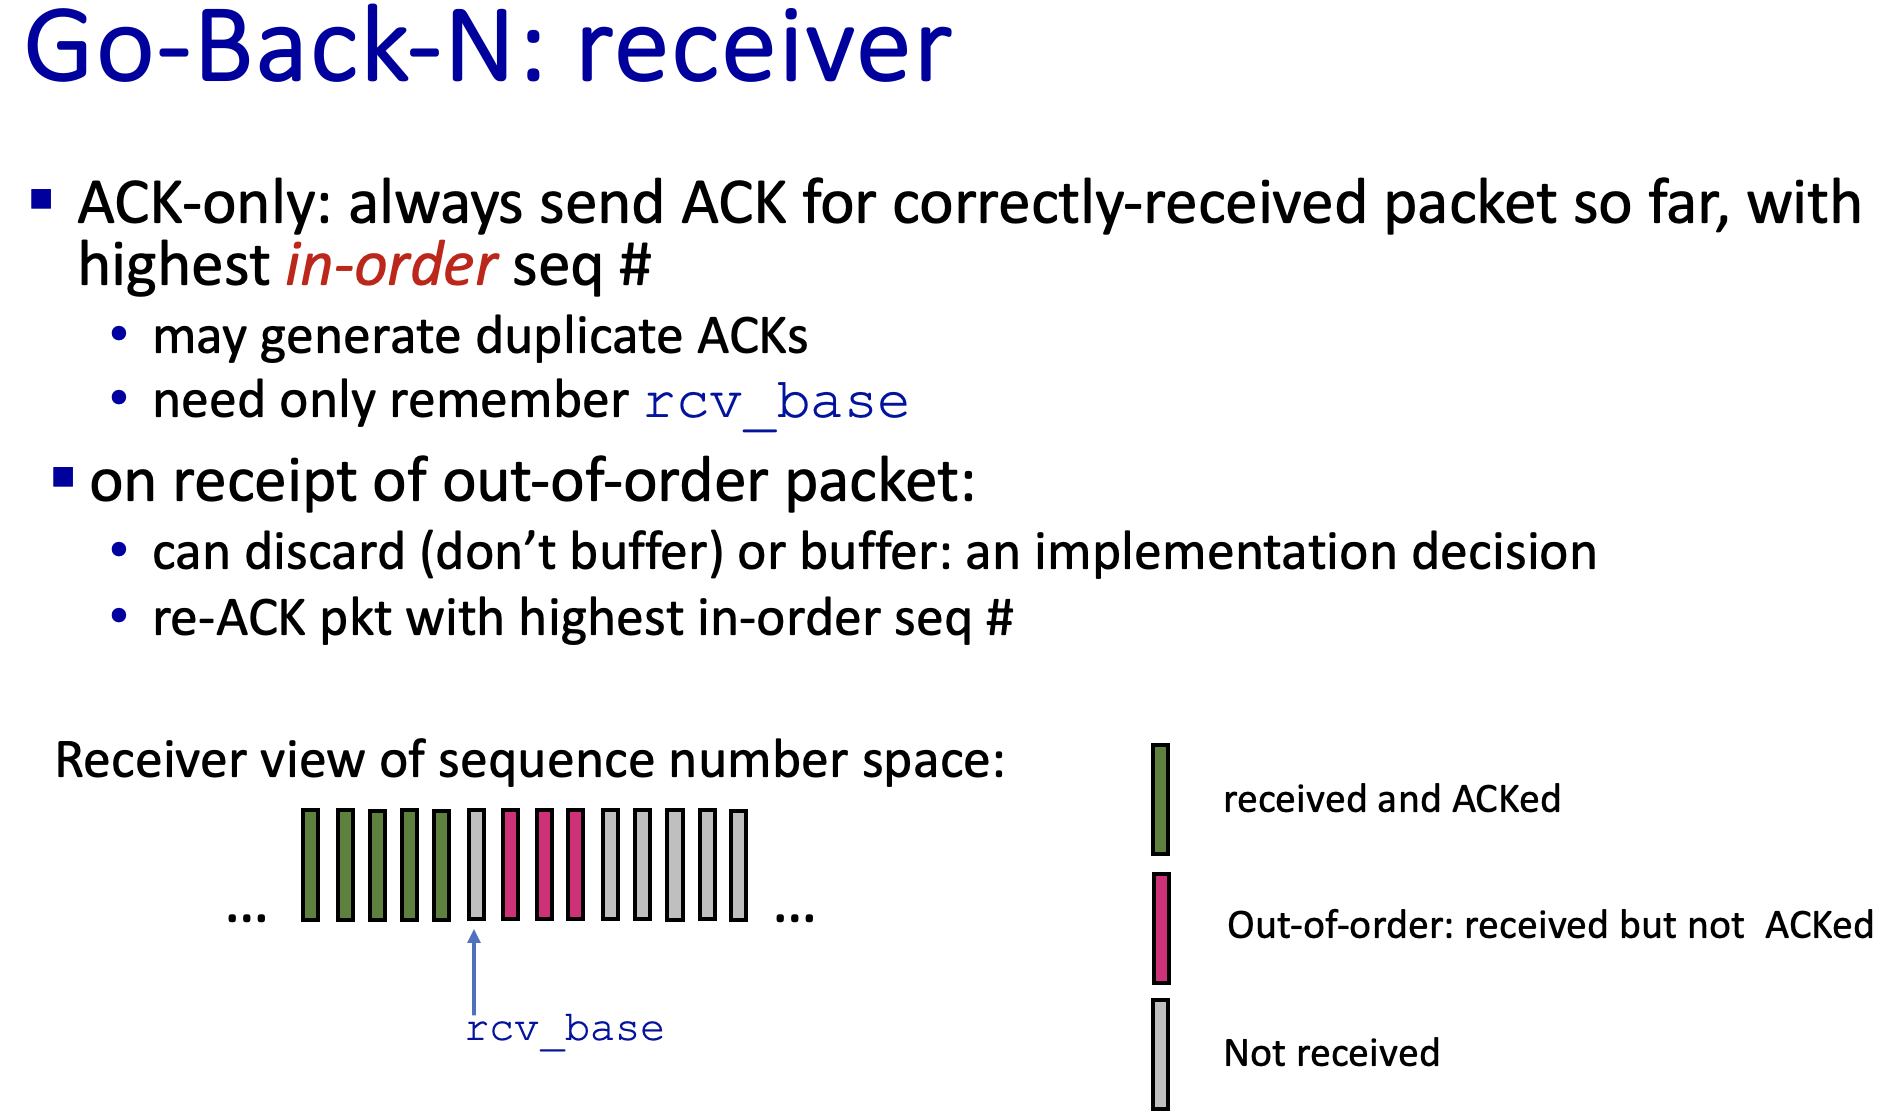 Go-Back-N: receiver
▪ ACK-only: always send ACK for correctly-received packet so far, with
highest in-order seq #
• may generate duplicate ACKs
• need only remember rcv_base
▪ on receipt of out-of-order packet:
• can discard (don’t buffer) or buffer: an implementation decision
• re-ACK pkt with highest in-order seq #
Receiver view of sequence number space:
... ...
rcv_base
received and ACKed
Out-of-order: received but not ACKed
Not received